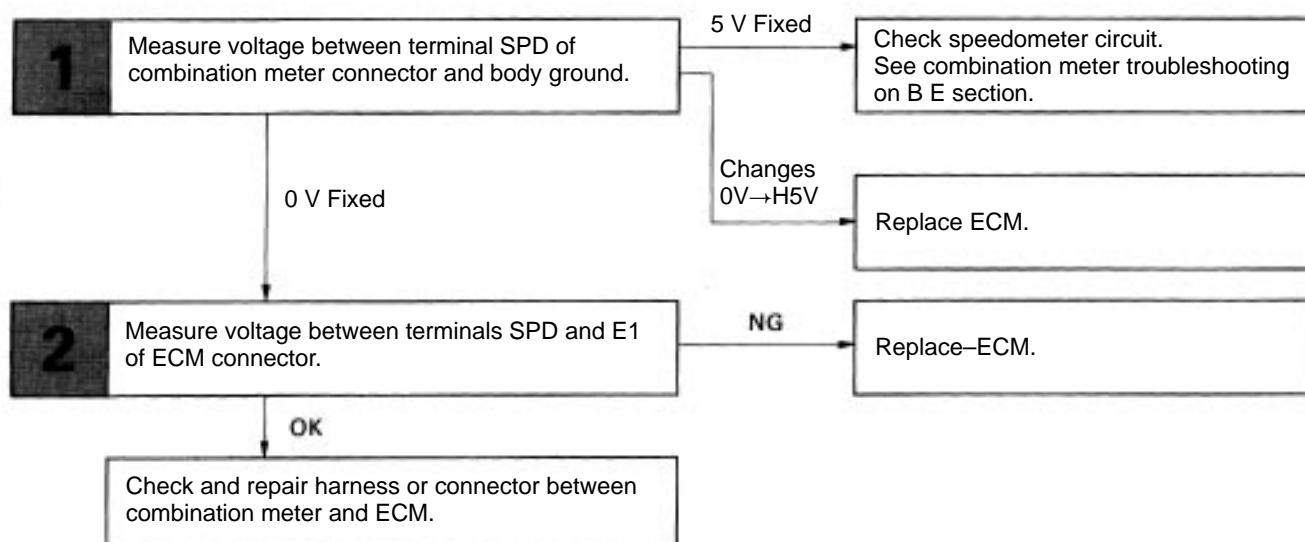 1
Measure voltage between terminal SPD of
combination meter connector and body ground.
5 V Fixed
Check speedometer circuit.
See combination meter troubleshooting
on B E section.
Changes
0V→H5V
Replace ECM.
0 V Fixed
2
Measure voltage between terminals SPD and E1
of ECM connector.
NG
Replace–ECM.
OK
Check and repair harness or connector between
combination meter and ECM.